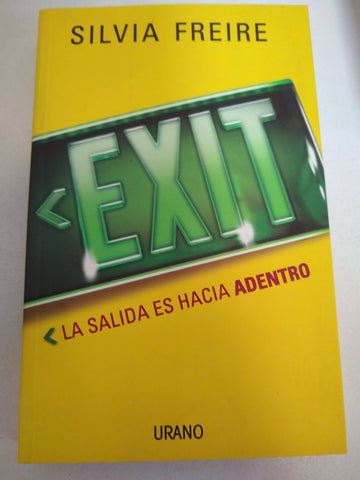 SILVIA FREIRE
EXIT
LA SALIDA ES HACIA ADENTRO
URANO